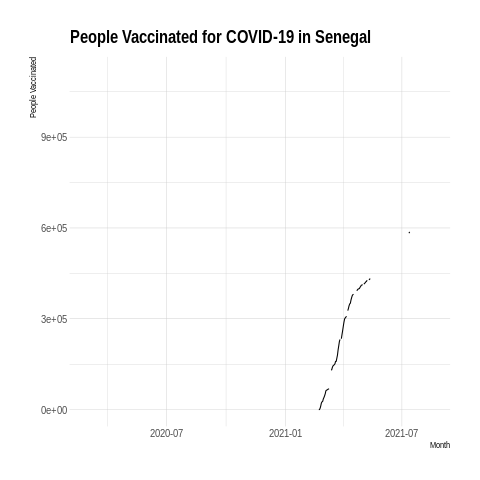 People Vaccinated for COVID-19 in Senegal
People Vaccinated
9e+05
6e+05
3e+05
0e+00
2020-07 2021-01 2021-07
Month